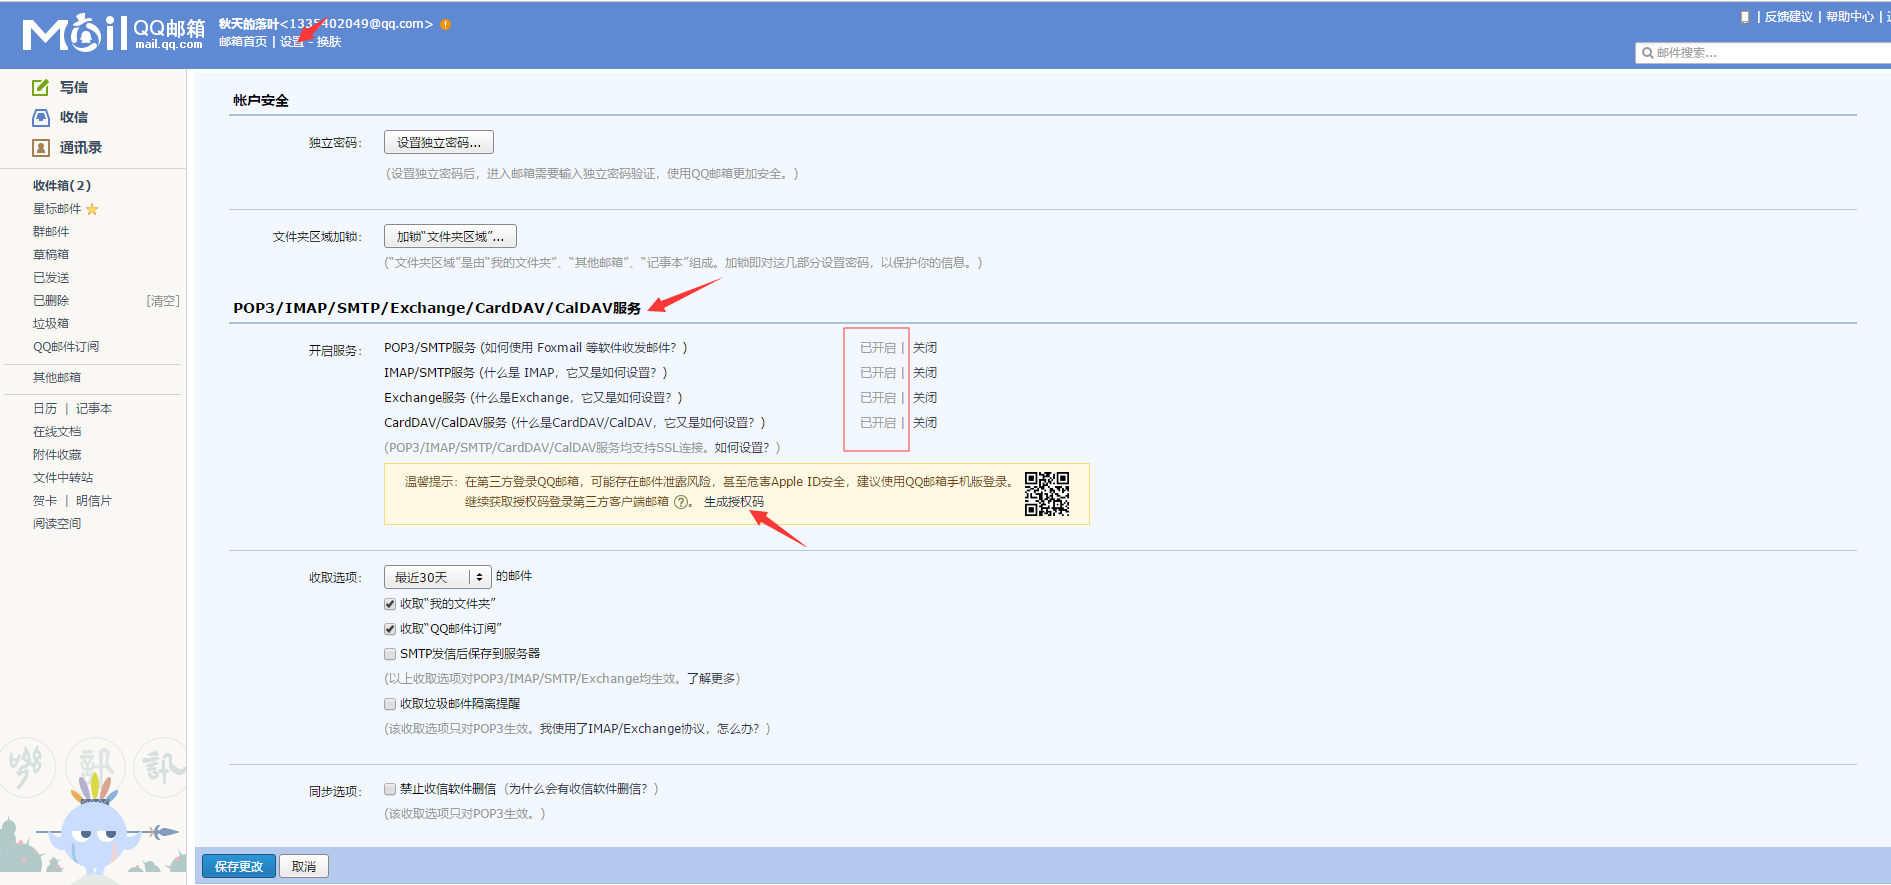 Mail QQ邮箱
mail.qq.com
秋天的落叶<1335402049@qq.com>
邮箱首页 | 设置 - 换肤
| 反馈建议 | 帮助中心 |
邮件搜索...
写信
收信
通讯录
收件箱(2)
星标邮件
群邮件
草稿箱
已发送
已删除 [清空]
垃圾箱
QQ邮件订阅
其他邮箱
日历 | 记事本
在线文档
附件收藏
文件中转站
贺卡 | 明信片
阅读空间
帐户安全
独立密码： 设置独立密码...
(设置独立密码后，进入邮箱需要输入独立密码验证，使用QQ邮箱更加安全。)
文件夹区域加锁： 加锁“文件夹区域”...
(“文件夹区域”是由“我的文件夹”、“其他邮箱”、“记事本”组成。加锁即对这几部分设置密码，以保护你的信息。)
POP3/IMAP/SMTP/Exchange/CardDAV/CalDAV服务
开启服务： POP3/SMTP服务 (如何使用 Foxmail 等软件收发邮件？) 已开启 | 关闭
IMAP/SMTP服务 (什么是 IMAP，它又是如何设置？) 已开启 | 关闭
Exchange服务 (什么是Exchange，它又是如何设置？) 已开启 | 关闭
CardDAV/CalDAV服务 (什么是CardDAV/CalDAV，它又是如何设置？) 已开启 | 关闭
(POP3/IMAP/SMTP/CardDAV/CalDAV服务均支持SSL连接。如何设置？)
温馨提示：在第三方登录QQ邮箱，可能存在邮件泄露风险，甚至危害Apple ID安全，建议使用QQ邮箱手机版登录。
继续获取授权码登录第三方客户端邮箱 ?。 生成授权码
收取选项： 最近30天 的邮件
收取“我的文件夹”
收取“QQ邮件订阅”
SMTP发信后保存到服务器
(以上收取选项对POP3/IMAP/SMTP/Exchange均生效。了解更多)
收取垃圾邮件隔离提醒
(该收取选项只对POP3生效。我使用了IMAP/Exchange协议，怎么办？)
同步选项： 禁止收信软件删信 (为什么会有收信软件删信？)
(该收取选项只对POP3生效。)
保存更改 取消